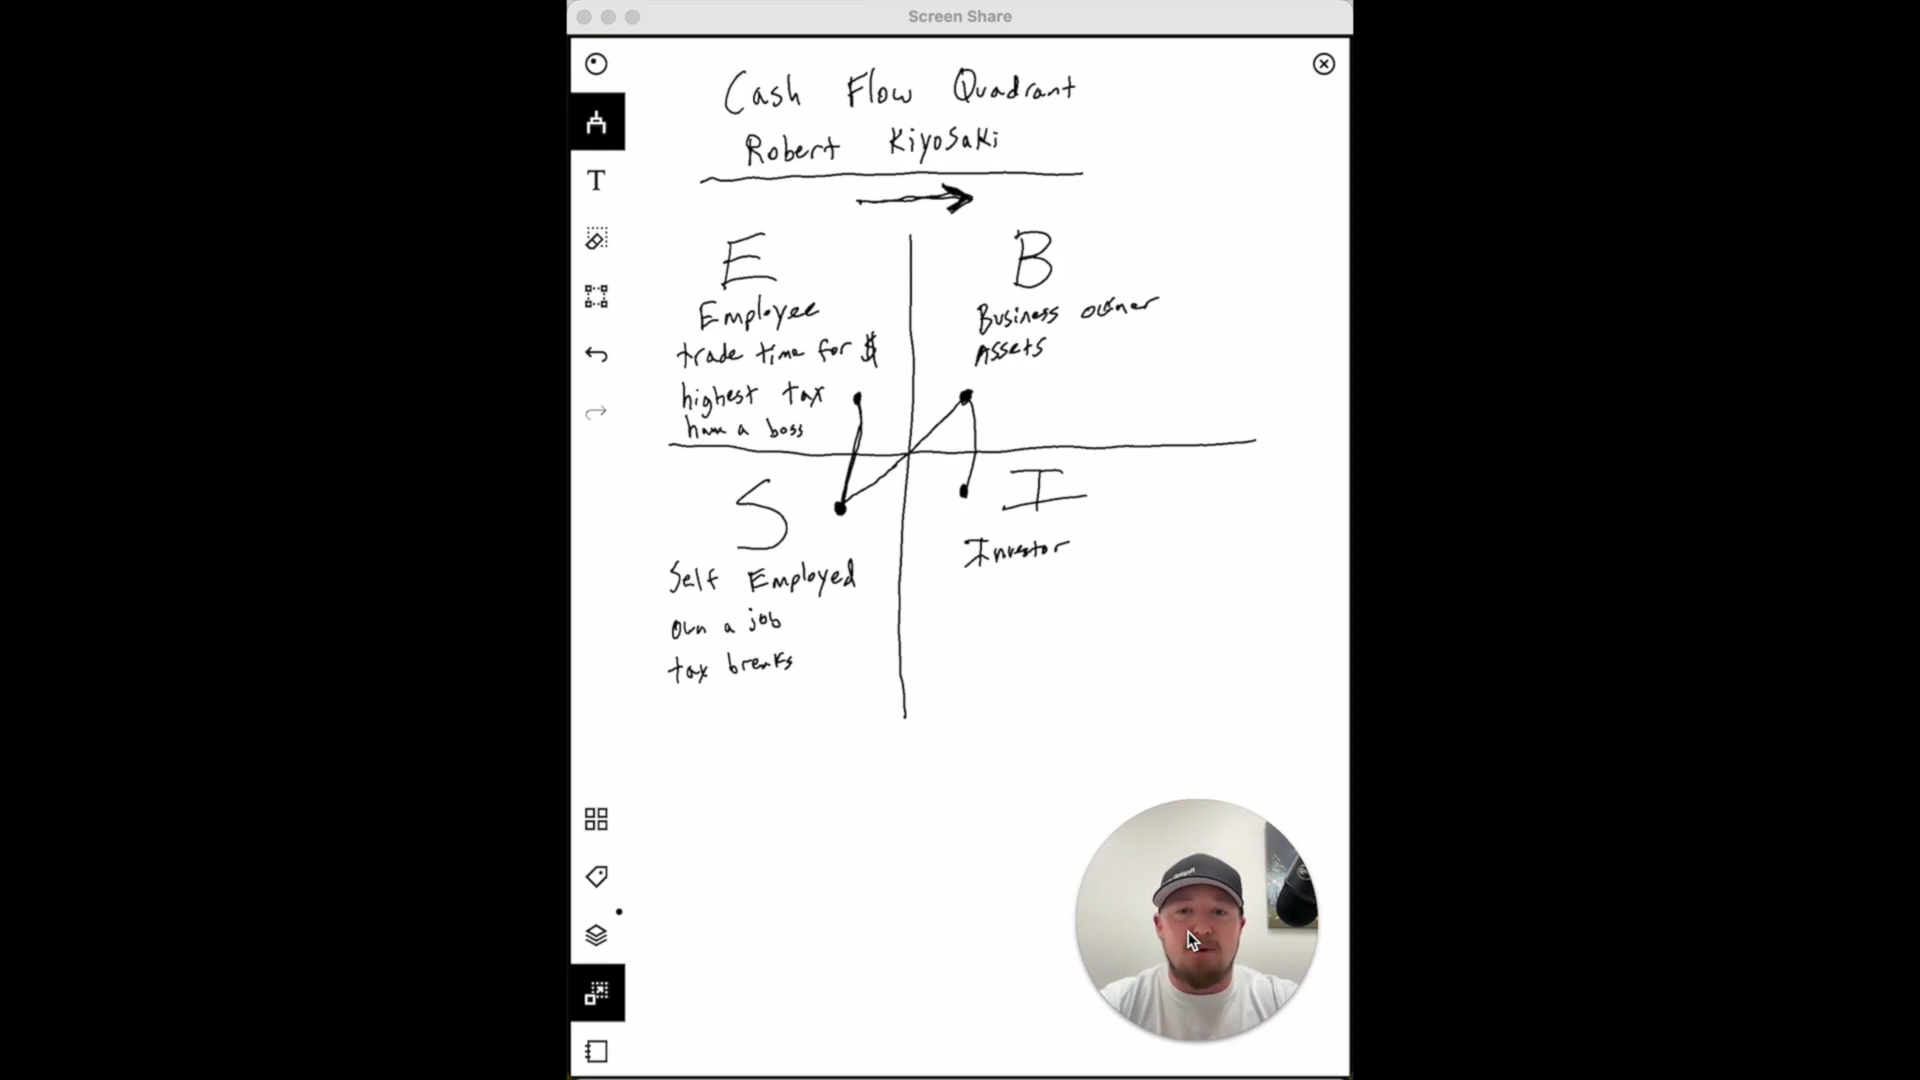 Screen Share
Cash Flow Quadrant
Robert Kiyosaki
E
Employee
trade time for $
highest tax
have a boss
B
Business owner
Assets
S
Self Employed
own a job
tax breaks
I
Investor
T